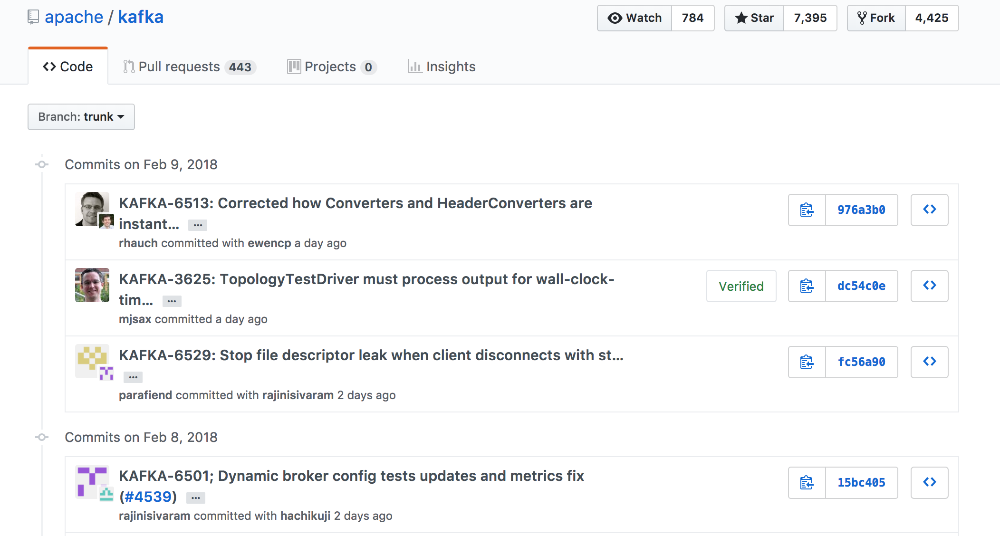 apache / kafka
Watch 784 Star 7,395 Fork 4,425
Code Pull requests 443 Projects 0 Insights
Branch: trunk
Commits on Feb 9, 2018
KAFKA-6513: Corrected how Converters and HeaderConverters are
instant… …
976a3b0
rhauch committed with ewencp a day ago
KAFKA-3625: TopologyTestDriver must process output for wall-clock-
tim… …
Verified dc54c0e
mjsax committed a day ago
KAFKA-6529: Stop file descriptor leak when client disconnects with st…
…
fc56a90
parafiend committed with rajinisivaram 2 days ago
Commits on Feb 8, 2018
KAFKA-6501; Dynamic broker config tests updates and metrics fix
(#4539) …
15bc405
rajinisivaram committed with hachikuji 2 days ago